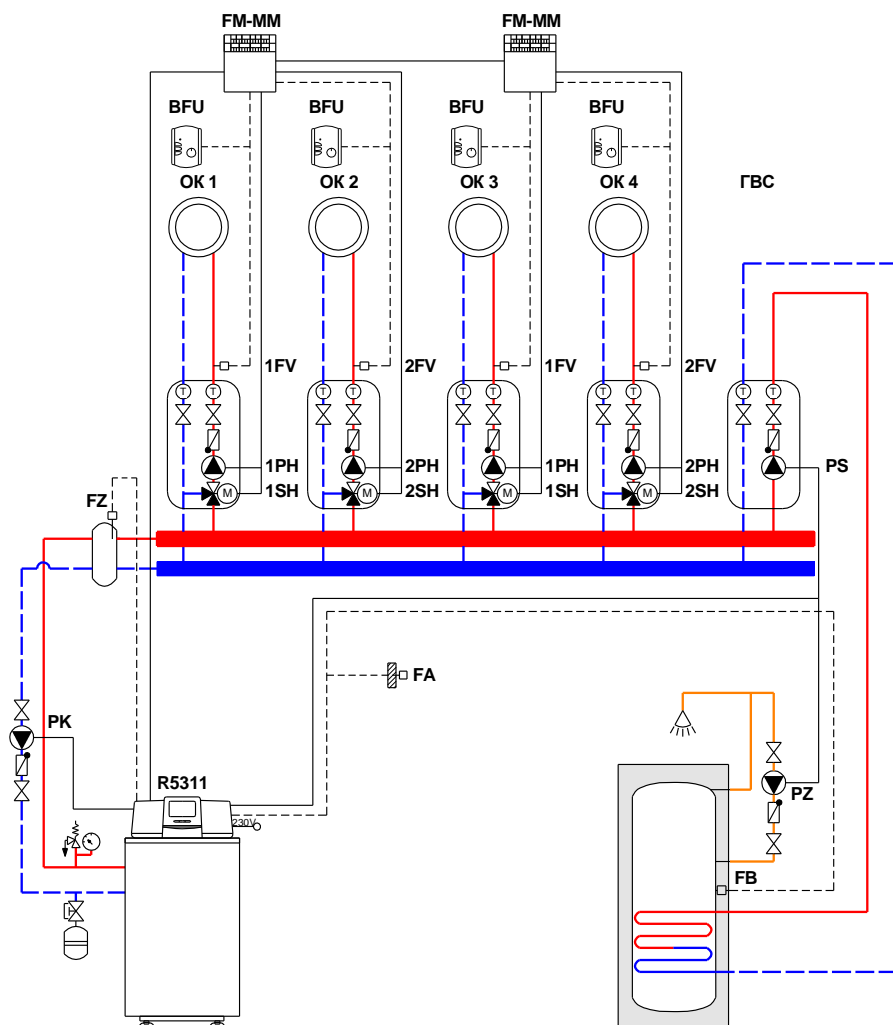 FM-MM FM-MM
BFU BFU BFU BFU
ОК 1 ОК 2 ОК 3 ОК 4 ГВС
1FV 2FV 1FV 2FV
T T T T T T T T T T
1PH 2PH 1PH 2PH PS
M 1SH M 2SH M 1SH M 2SH
FZ
FA
PK
R5311
PZ
230V
FB